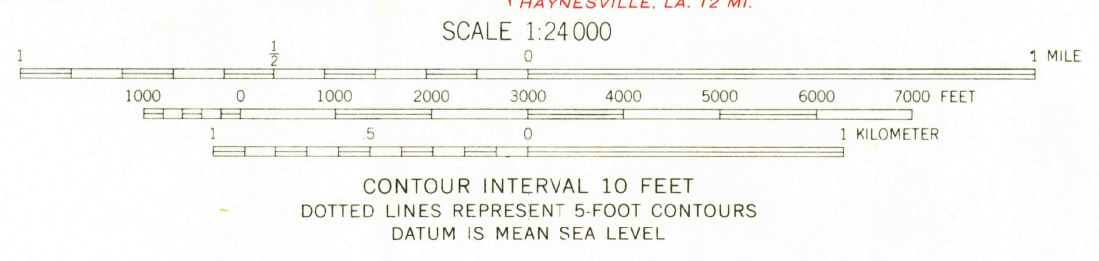 HAYNESVILLE, LA. 12 MI.
SCALE 1:24 000
1 1/2 0 1 MILE
1000 0 1000 2000 3000 4000 5000 6000 7000 FEET
1 .5 0 1 KILOMETER
CONTOUR INTERVAL 10 FEET
DOTTED LINES REPRESENT 5-FOOT CONTOURS
DATUM IS MEAN SEA LEVEL